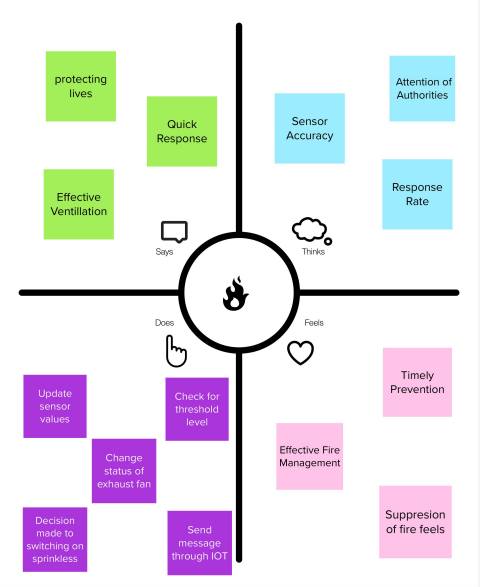 protecting
lives
Quick
Response
Effective
Ventillation
Says
Attention of
Authorities
Sensor
Accuracy
Response
Rate
Thinks
Does
Update
sensor
values
Check for
threshold
level
Change
status of
exhaust fan
Decision
made to
switching on
sprinkless
Send
message
through IOT
Feels
Timely
Prevention
Effective Fire
Management
Suppresion
of fire feels